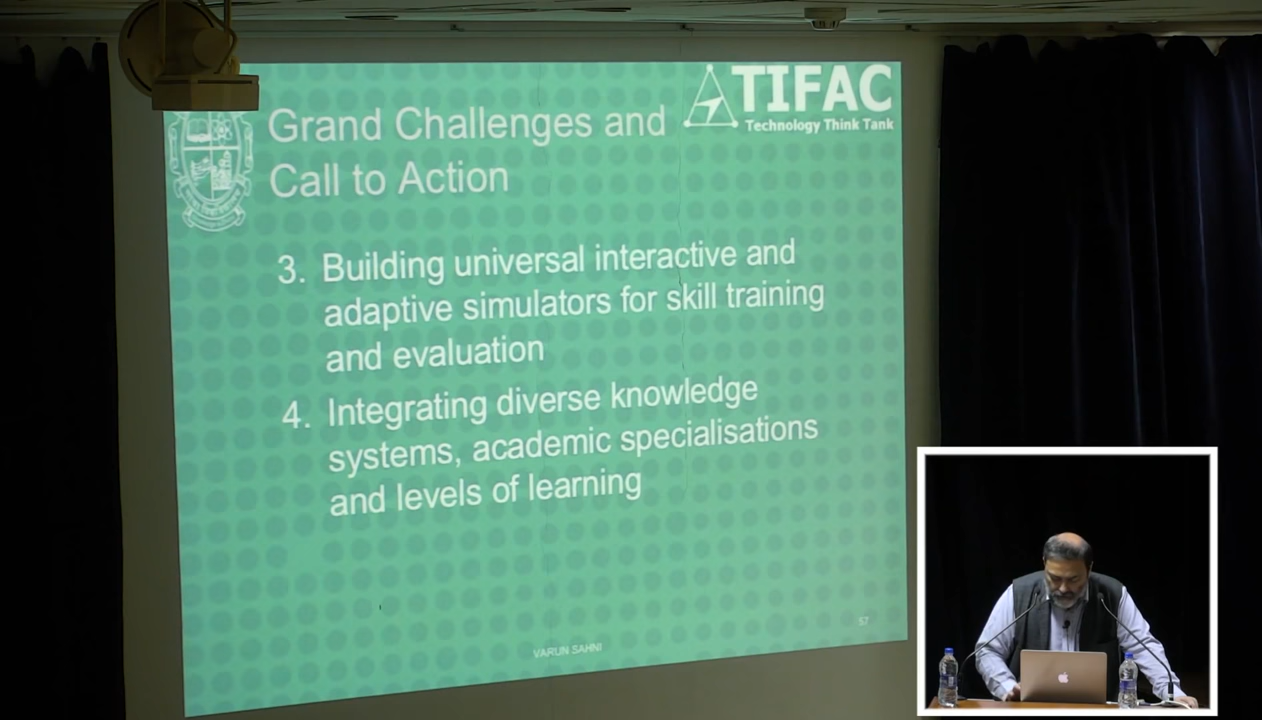 TIFAC
Technology Think Tank
Grand Challenges and
Call to Action
3. Building universal interactive and
adaptive simulators for skill training
and evaluation
4. Integrating diverse knowledge
systems, academic specialisations
and levels of learning
57
VARUN SAHNI